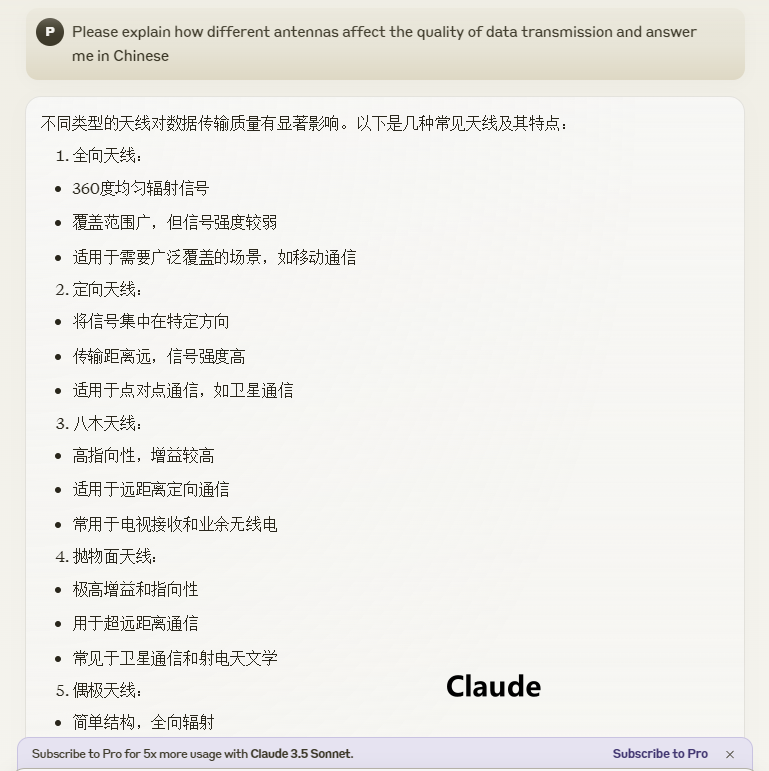 P
Please explain how different antennas affect the quality of data transmission and answer
me in Chinese
不同类型的天线对数据传输质量有显著影响。以下是几种常见天线及其特点：
1. 全向天线：
• 360度均匀辐射信号
• 覆盖范围广，但信号强度较弱
• 适用于需要广泛覆盖的场景，如移动通信
2. 定向天线：
• 将信号集中在特定方向
• 传输距离远，信号强度高
• 适用于点对点通信，如卫星通信
3. 八木天线：
• 高指向性，增益较高
• 适用于远距离定向通信
• 常用于电视接收和业余无线电
4. 抛物面天线：
• 极高增益和指向性
• 用于超远距离通信
• 常见于卫星通信和射电天文学
5. 偶极天线：
Claude
• 简单结构，全向辐射
Subscribe to Pro for 5x more usage with Claude 3.5 Sonnet. Subscribe to Pro ×